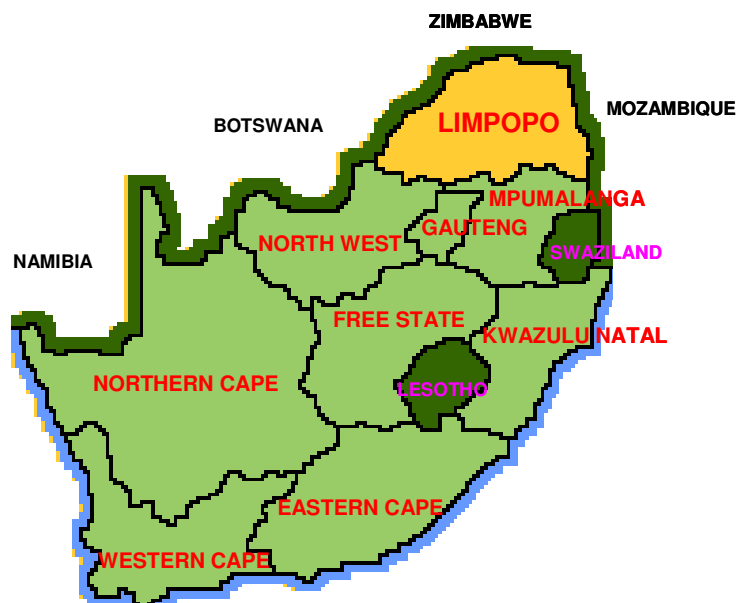 ZIMBABWE
MOZAMBIQUE
LIMPOPO
BOTSWANA
MPUMALANGA
GAUTENG
NORTH WEST
SWAZILAND
NAMIBIA
FREE STATE
KWAZULU NATAL
NORTHERN CAPE
LESOTHO
EASTERN CAPE
WESTERN CAPE